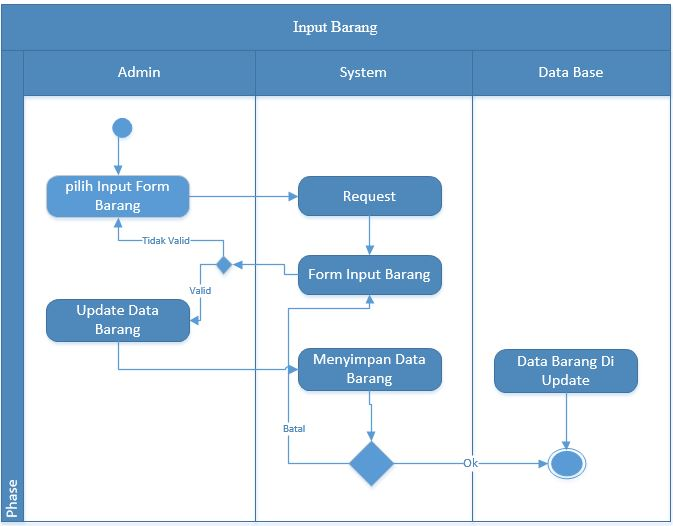 Input Barang
Admin
System
Data Base
pilih Input Form
Barang
Request
Tidak Valid
Form Input Barang
Valid
Update Data
Barang
Menyimpan Data
Barang
Data Barang Di
Update
Batal
Ok
Phase